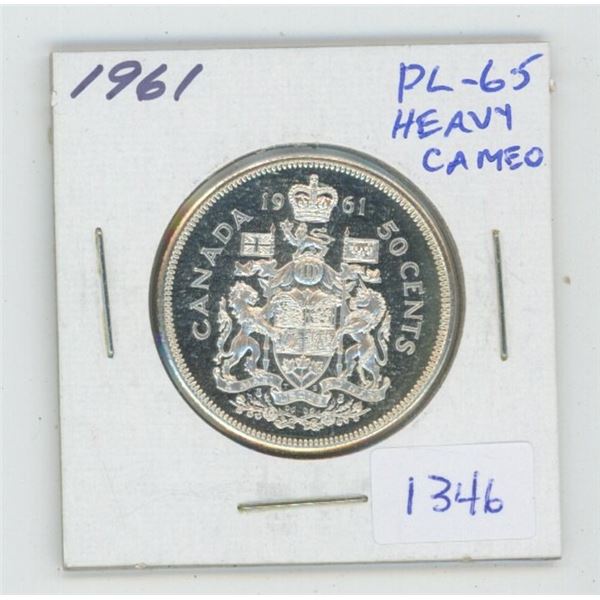 1961
PL-65
HEAVY
CAMEO
19 61
CANADA
50 CENTS
1346